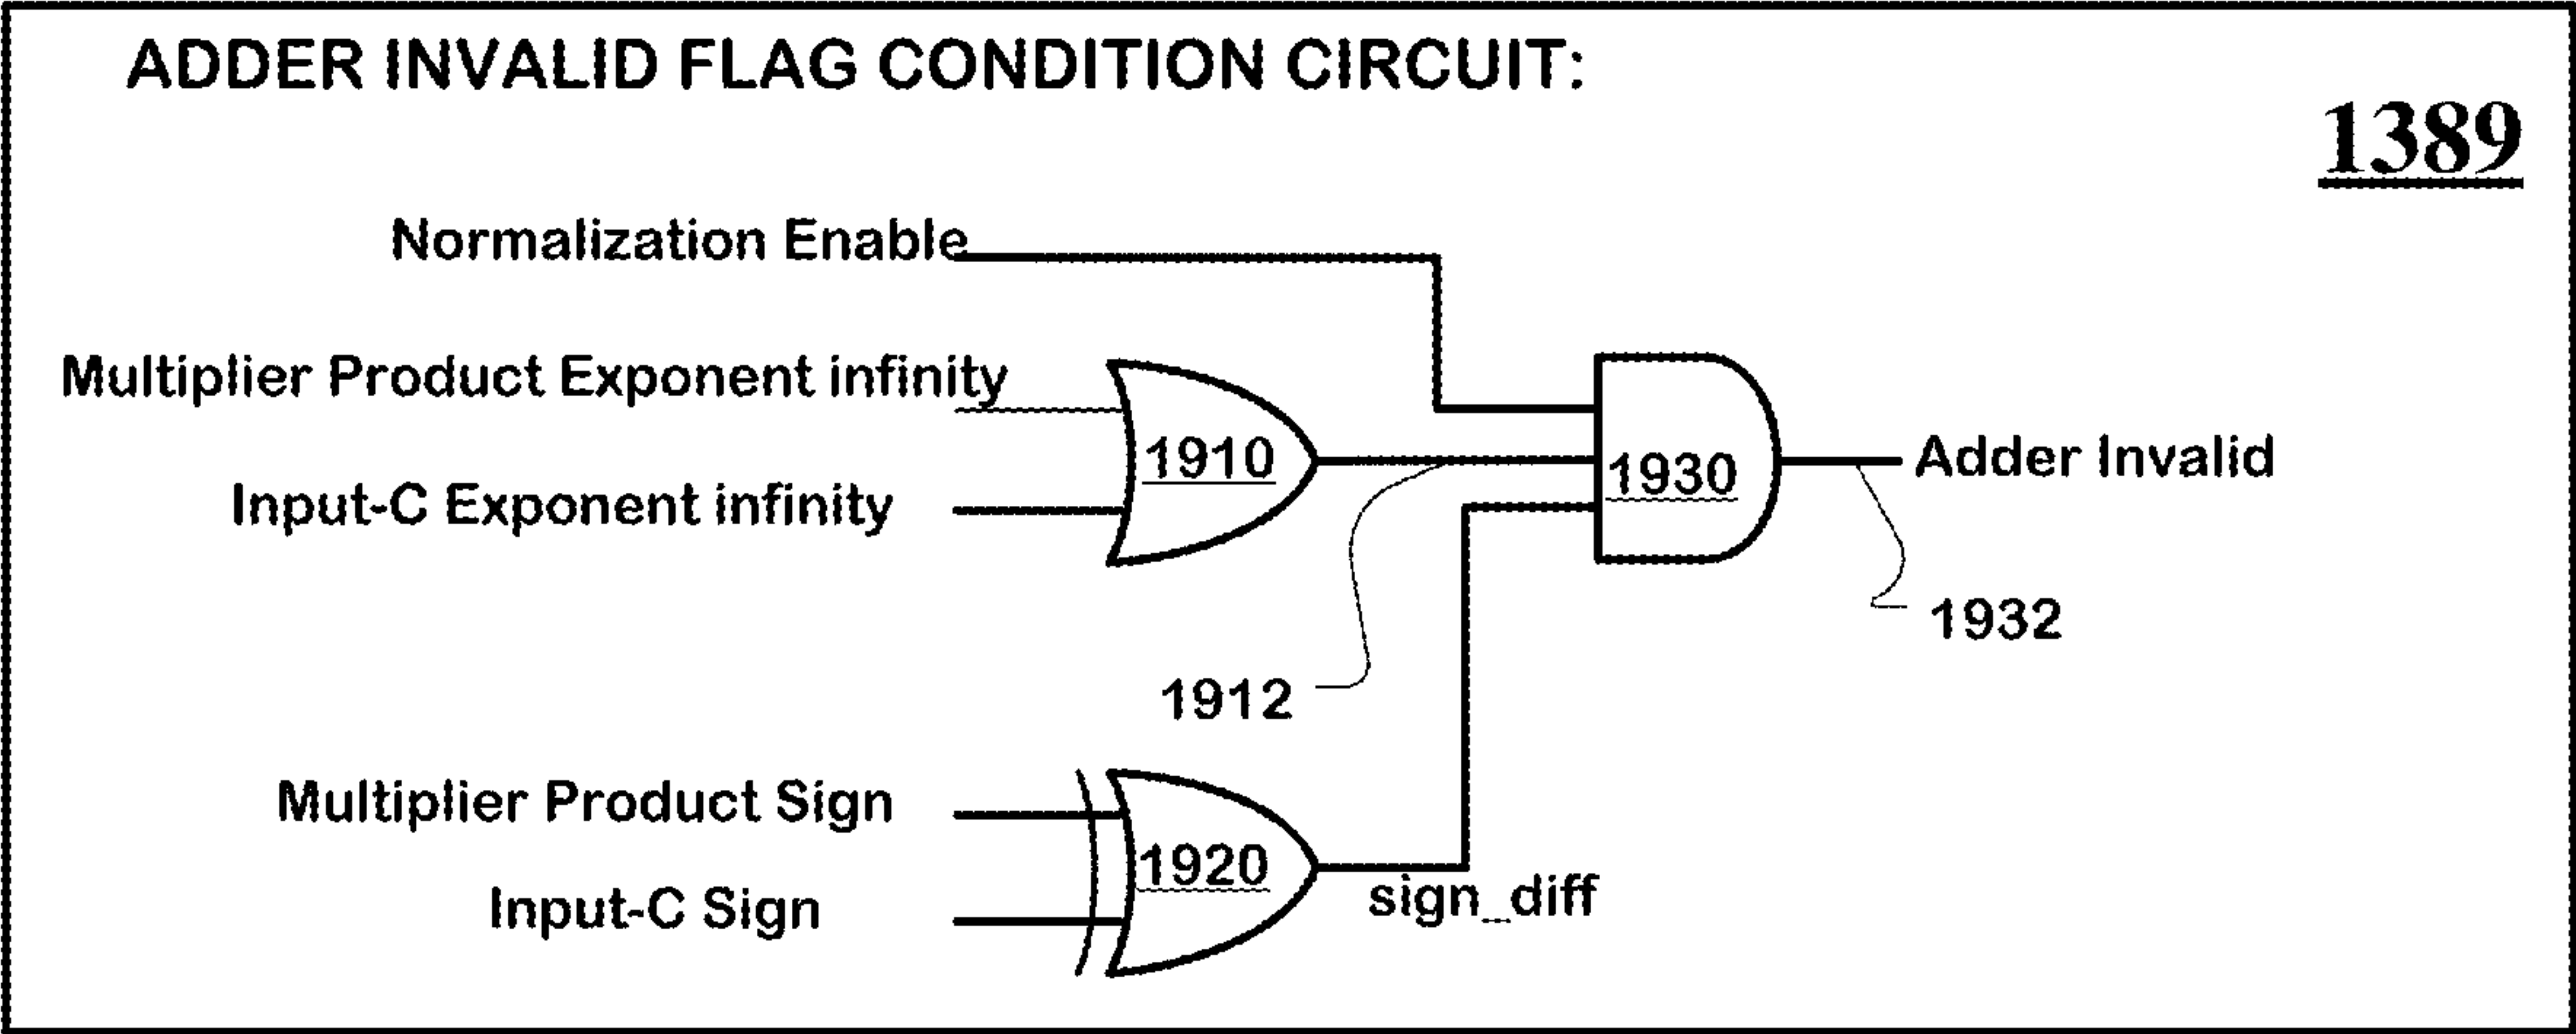 ADDER INVALID FLAG CONDITION CIRCUIT:
1389
Normalization Enable
Multiplier Product Exponent infinity
1910
Input-C Exponent infinity
1930
Adder Invalid
1932
1912
Multiplier Product Sign
1920
Input-C Sign
sign_diff